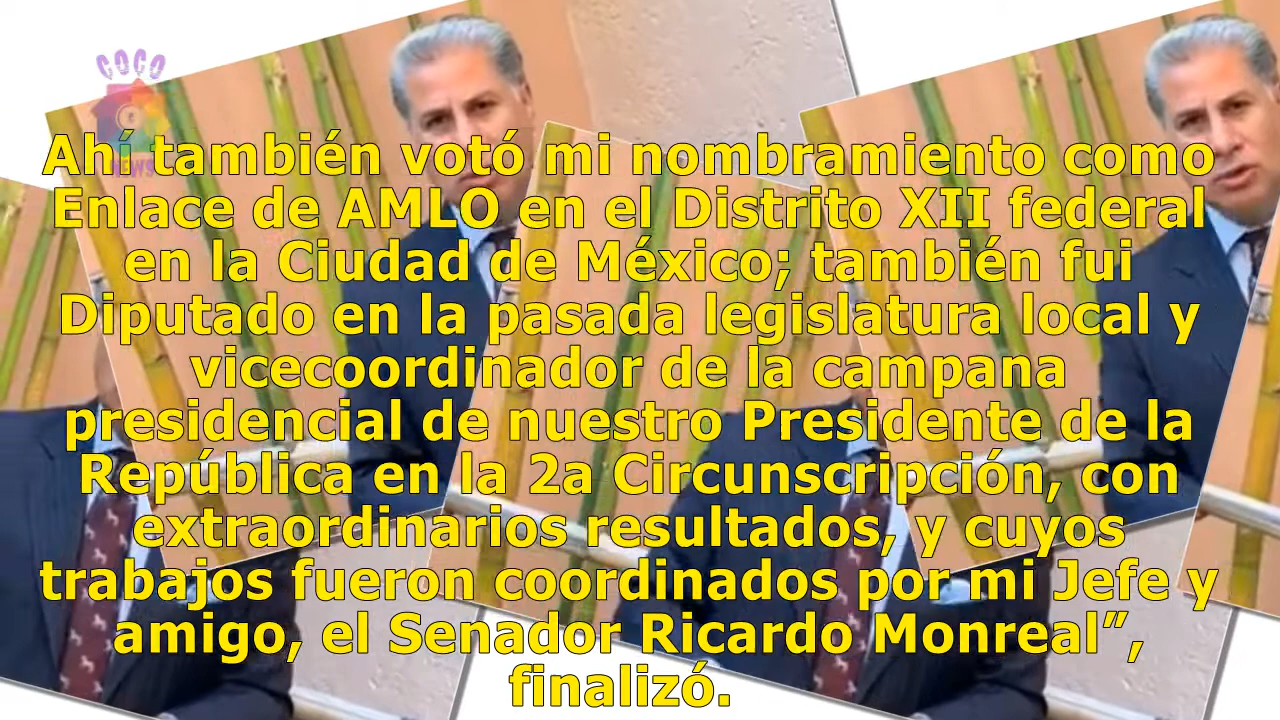 COCO
NEWS
Ahí también votó mi nombramiento como
Enlace de AMLO en el Distrito XII federal
en la Ciudad de México; también fui
Diputado en la pasada legislatura local y
vicecoordinador de la campana
presidencial de nuestro Presidente de la
República en la 2a Circunscripción, con
extraordinarios resultados, y cuyos
trabajos fueron coordinados por mi Jefe y
amigo, el Senador Ricardo Monreal”,
finalizó.